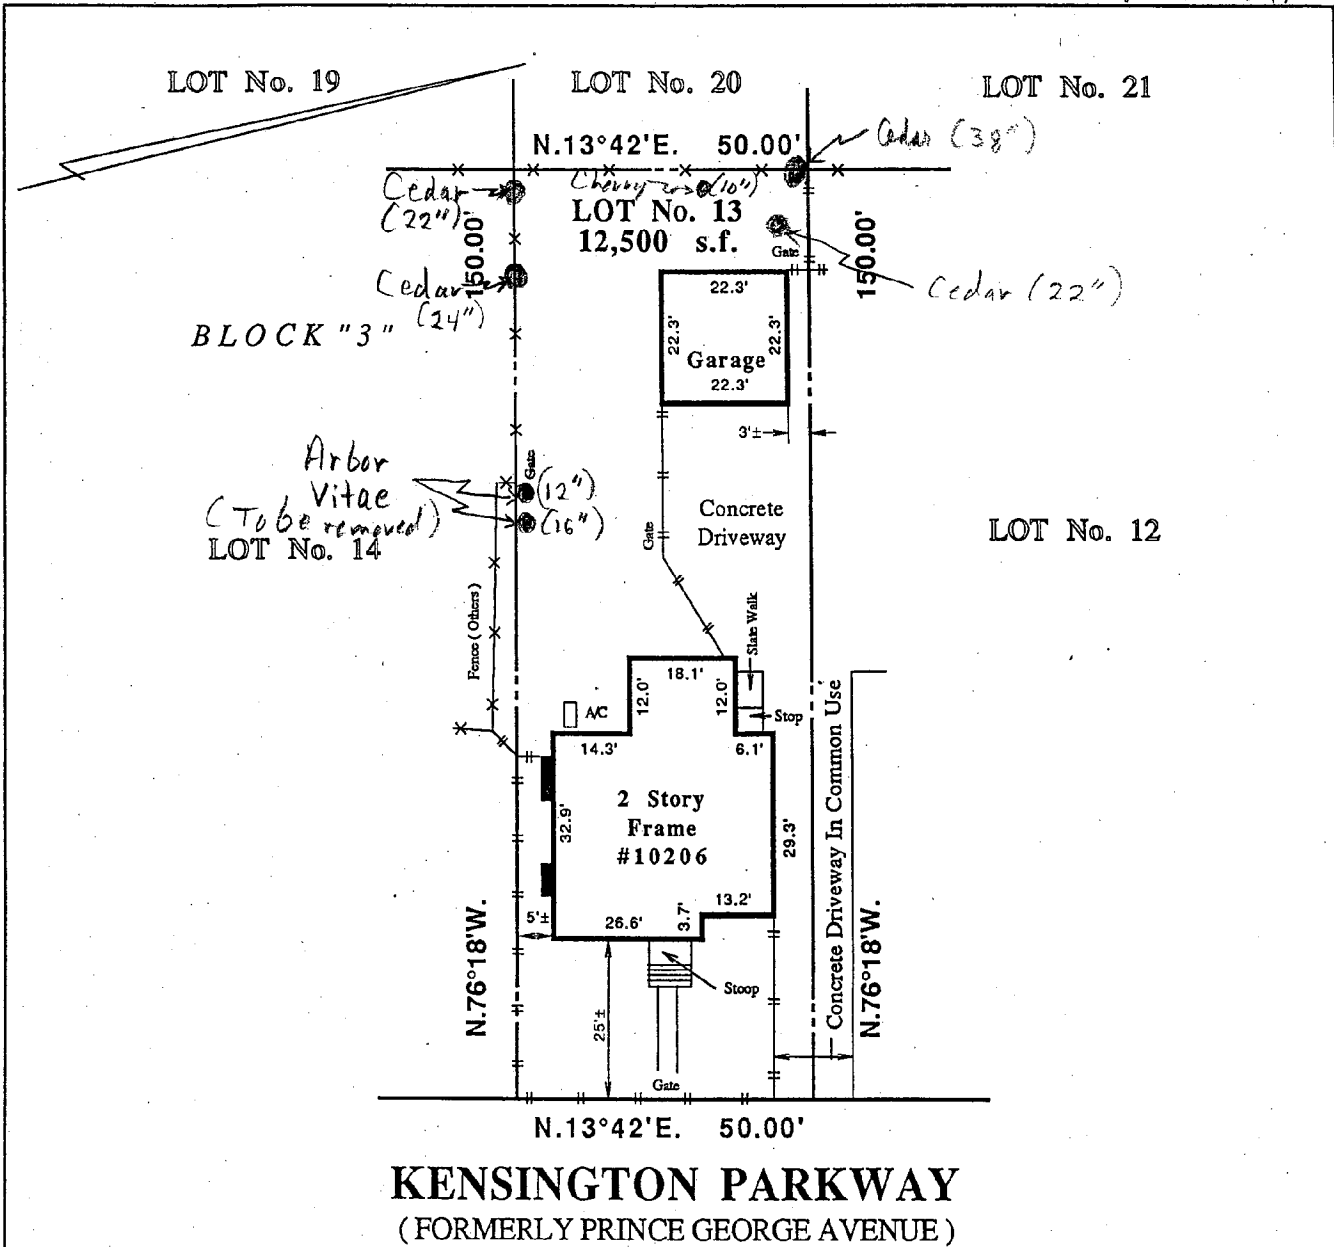 LOT No. 19
LOT No. 20
LOT No. 21
N.13°42'E. 50.00'
Cedar (38")
Cedar
(22")
Cherry (10")
LOT No. 13
12,500 s.f.
150.00'
150.00'
Gate
Cedar
(24")
Cedar (22")
BLOCK "3"
22.3'
22.3'
22.3'
Garage
22.3'
3'±
Arbor
Vitae
(To be removed)
Gate
(12")
(16")
LOT No. 14
Gate
Concrete
Driveway
LOT No. 12
Fence (Others)
Slate Walk
18.1'
12.0'
12.0'
A/C
Stop
14.3'
6.1'
2 Story
Frame
#10206
32.9'
29.3'
Concrete Driveway In Common Use
13.2'
3.7'
26.6'
5'±
N.76°18'W.
N.76°18'W.
Stoop
25'±
Gate
N.13°42'E. 50.00'
KENSINGTON PARKWAY
(FORMERLY PRINCE GEORGE AVENUE)